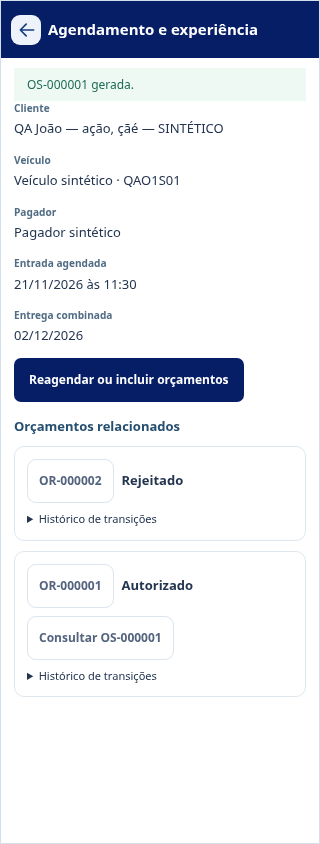 Agendamento e experiência
OS-000001 gerada.
Cliente
QA João — ação, çãé — SINTÉTICO
Veículo
Veículo sintético · QAO1S01
Pagador
Pagador sintético
Entrada agendada
21/11/2026 às 11:30
Entrega combinada
02/12/2026
Reagendar ou incluir orçamentos
Orçamentos relacionados
OR-000002 Rejeitado
Histórico de transições
OR-000001 Autorizado
Consultar OS-000001
Histórico de transições